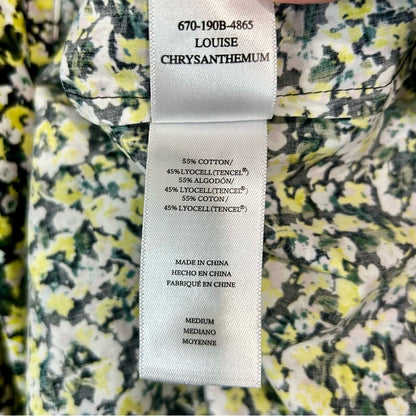 670-190B-4865
LOUISE
CHRYSANTHEMUM
55% COTTON/
45% LYOCELL(TENCEL®)
55% ALGODÓN/
45% LYOCELL(TENCEL®)
55% COTON/
45% LYOCELL(TENCEL®)
MADE IN CHINA
HECHO EN CHINA
FABRIQUÉ EN CHINE
MEDIUM
MEDIANO
MOYENNE